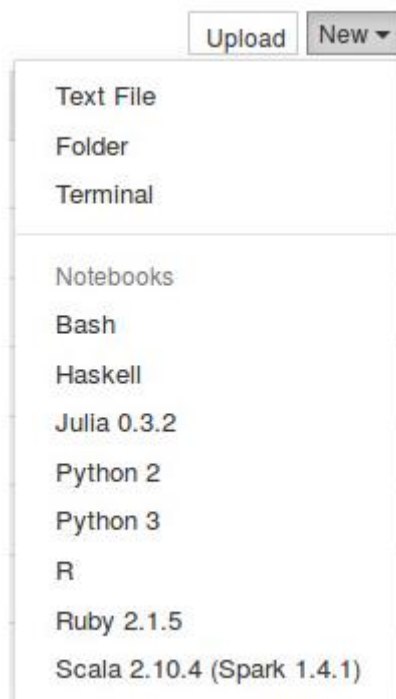 Upload New
Text File
Folder
Terminal
Notebooks
Bash
Haskell
Julia 0.3.2
Python 2
Python 3
R
Ruby 2.1.5
Scala 2.10.4 (Spark 1.4.1)